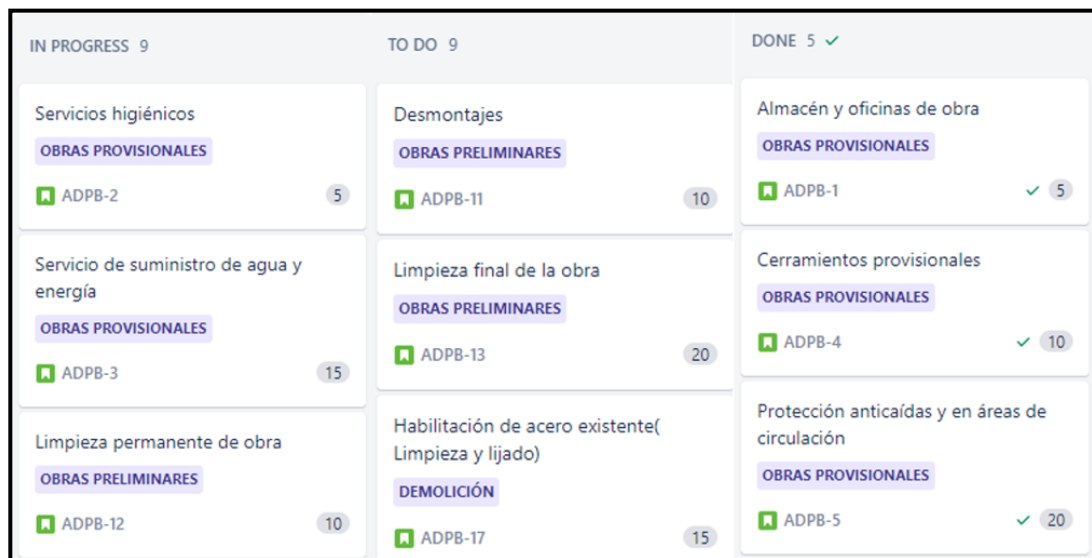 IN PROGRESS 9
Servicios higiénicos
OBRAS PROVISIONALES
ADPB-2 5
Servicio de suministro de agua y
energía
OBRAS PROVISIONALES
ADPB-3 15
Limpieza permanente de obra
OBRAS PRELIMINARES
ADPB-12 10
TO DO 9
Desmontajes
OBRAS PRELIMINARES
ADPB-11 10
Limpieza final de la obra
OBRAS PRELIMINARES
ADPB-13 20
Habilitación de acero existente(
Limpieza y lijado)
DEMOLICIÓN
ADPB-17 15
DONE 5
Almacén y oficinas de obra
OBRAS PROVISIONALES
ADPB-1 5
Cerramientos provisionales
OBRAS PROVISIONALES
ADPB-4 10
Protección anticaídas y en áreas de
circulación
OBRAS PROVISIONALES
ADPB-5 20